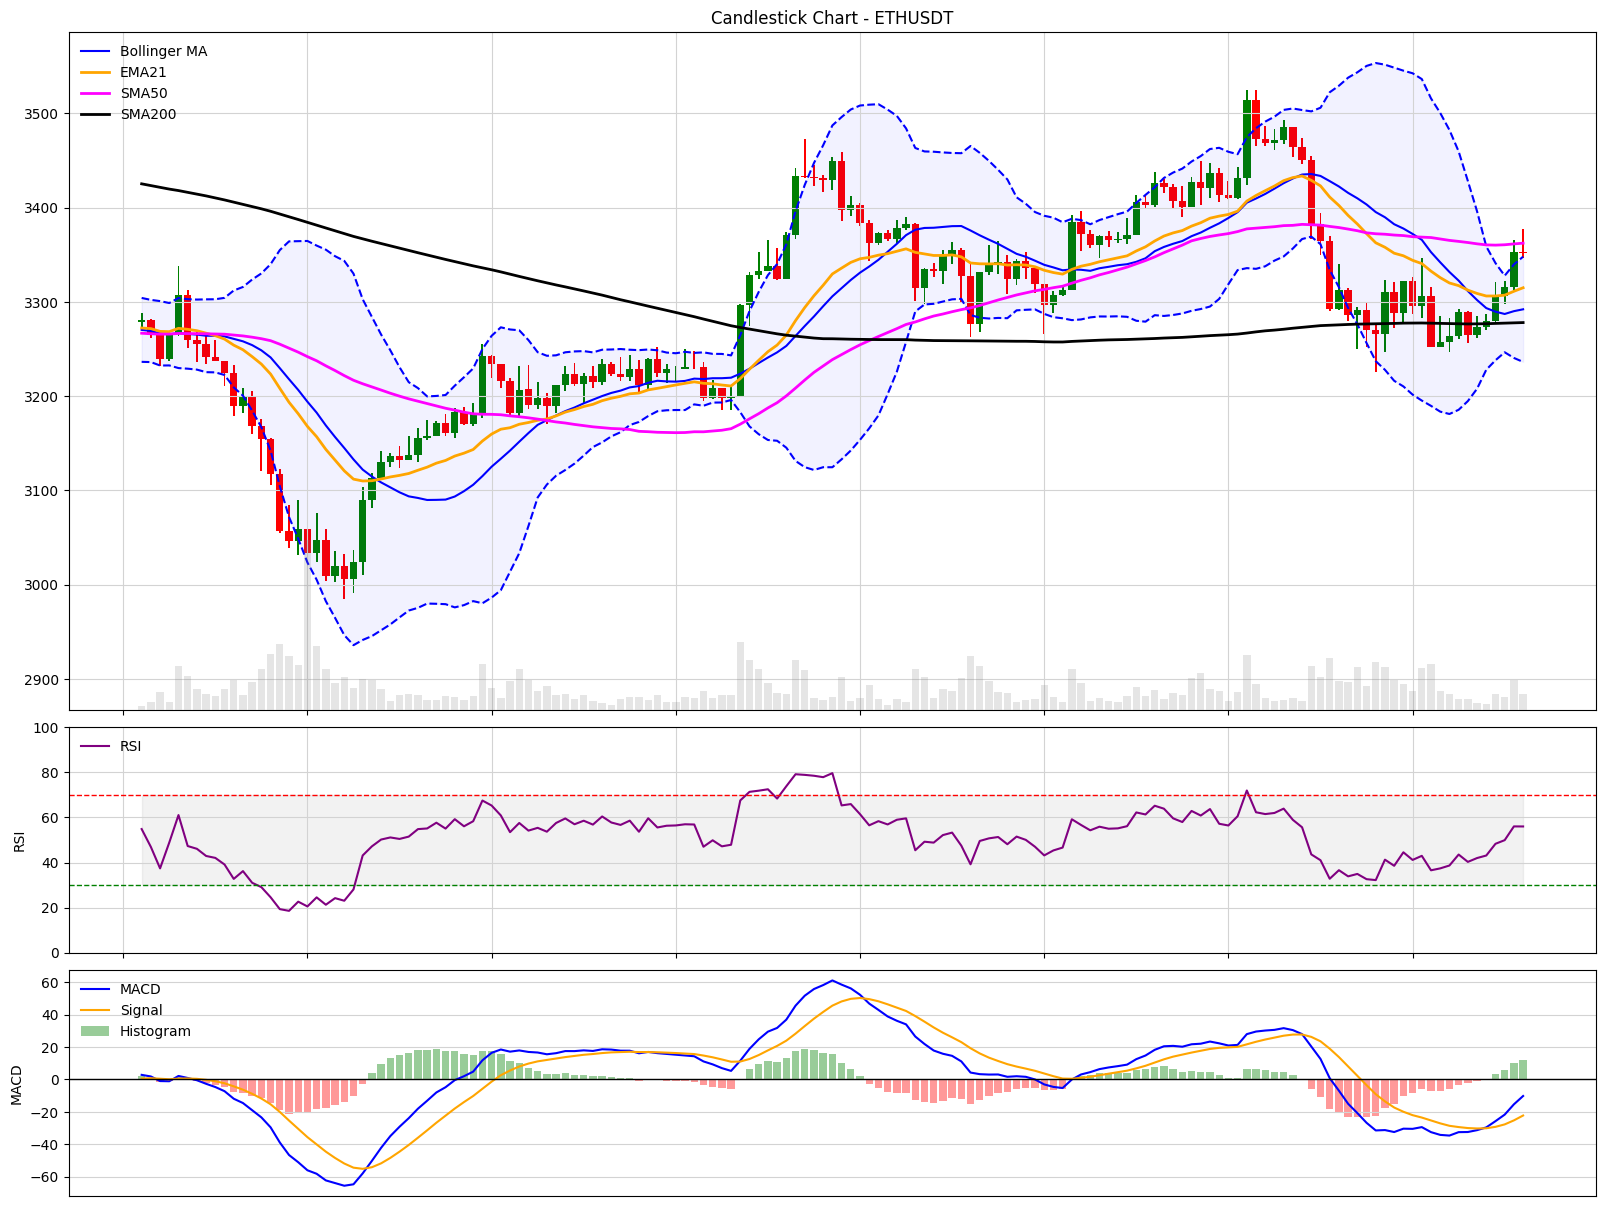 Candlestick Chart - ETHUSDT
Bollinger MA
EMA21
SMA50
SMA200
3500
3400
3300
3200
3100
3000
2900
RSI
100
80
60
40
20
0
RSI
MACD
Signal
Histogram
60
40
20
0
−20
−40
−60
MACD